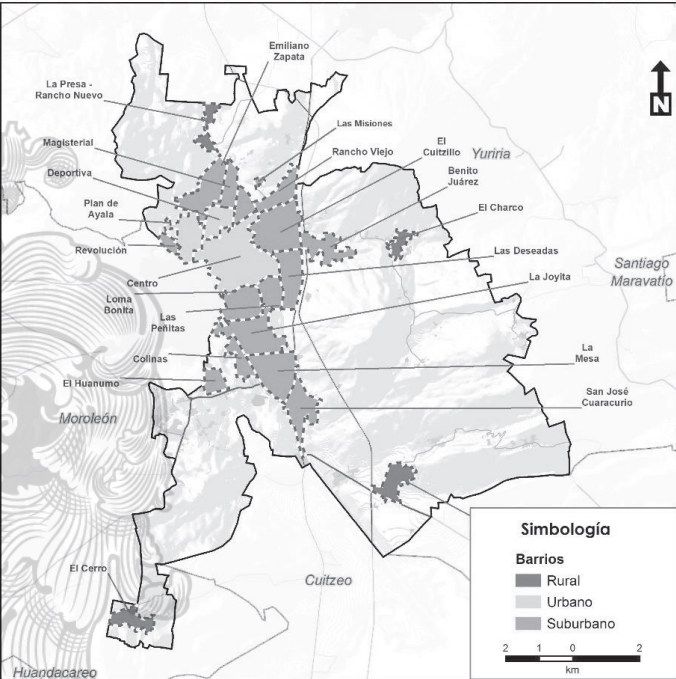 Emiliano
Zapata
La Presa -
Rancho Nuevo
N
Las Misiones
Magisterial
Rancho Viejo
El
Cuitzillo
Yuriria
Deportiva
Benito
Juárez
Plan de
Ayala
El Charco
Revolución
Las Deseadas
Santiago
Maravatío
Centro
La Joyita
Loma
Bonita
Las
Peñitas
Colinas
La
Mesa
El Huanumo
San José
Cuaracurio
Moroleón
Simbología
Barrios
Rural
Urbano
Suburbano
2 1 0 2
km
El Cerro
Cuitzeo
Huandacareo